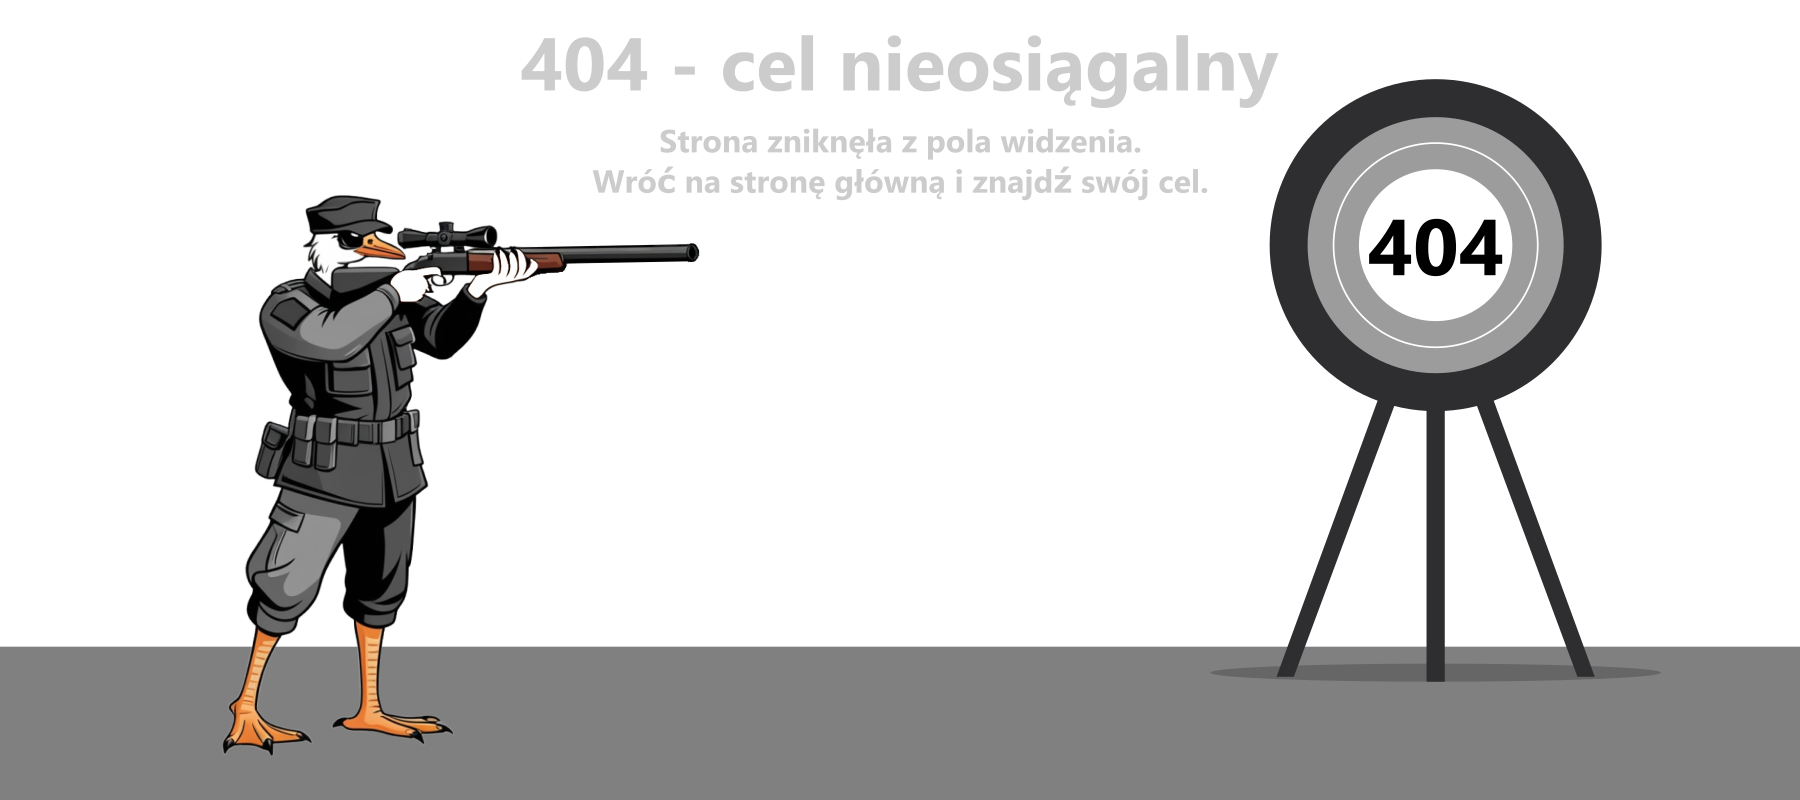 404 - cel nieosiągalny
Strona zniknęła z pola widzenia.
Wróć na stronę główną i znajdź swój cel.
404